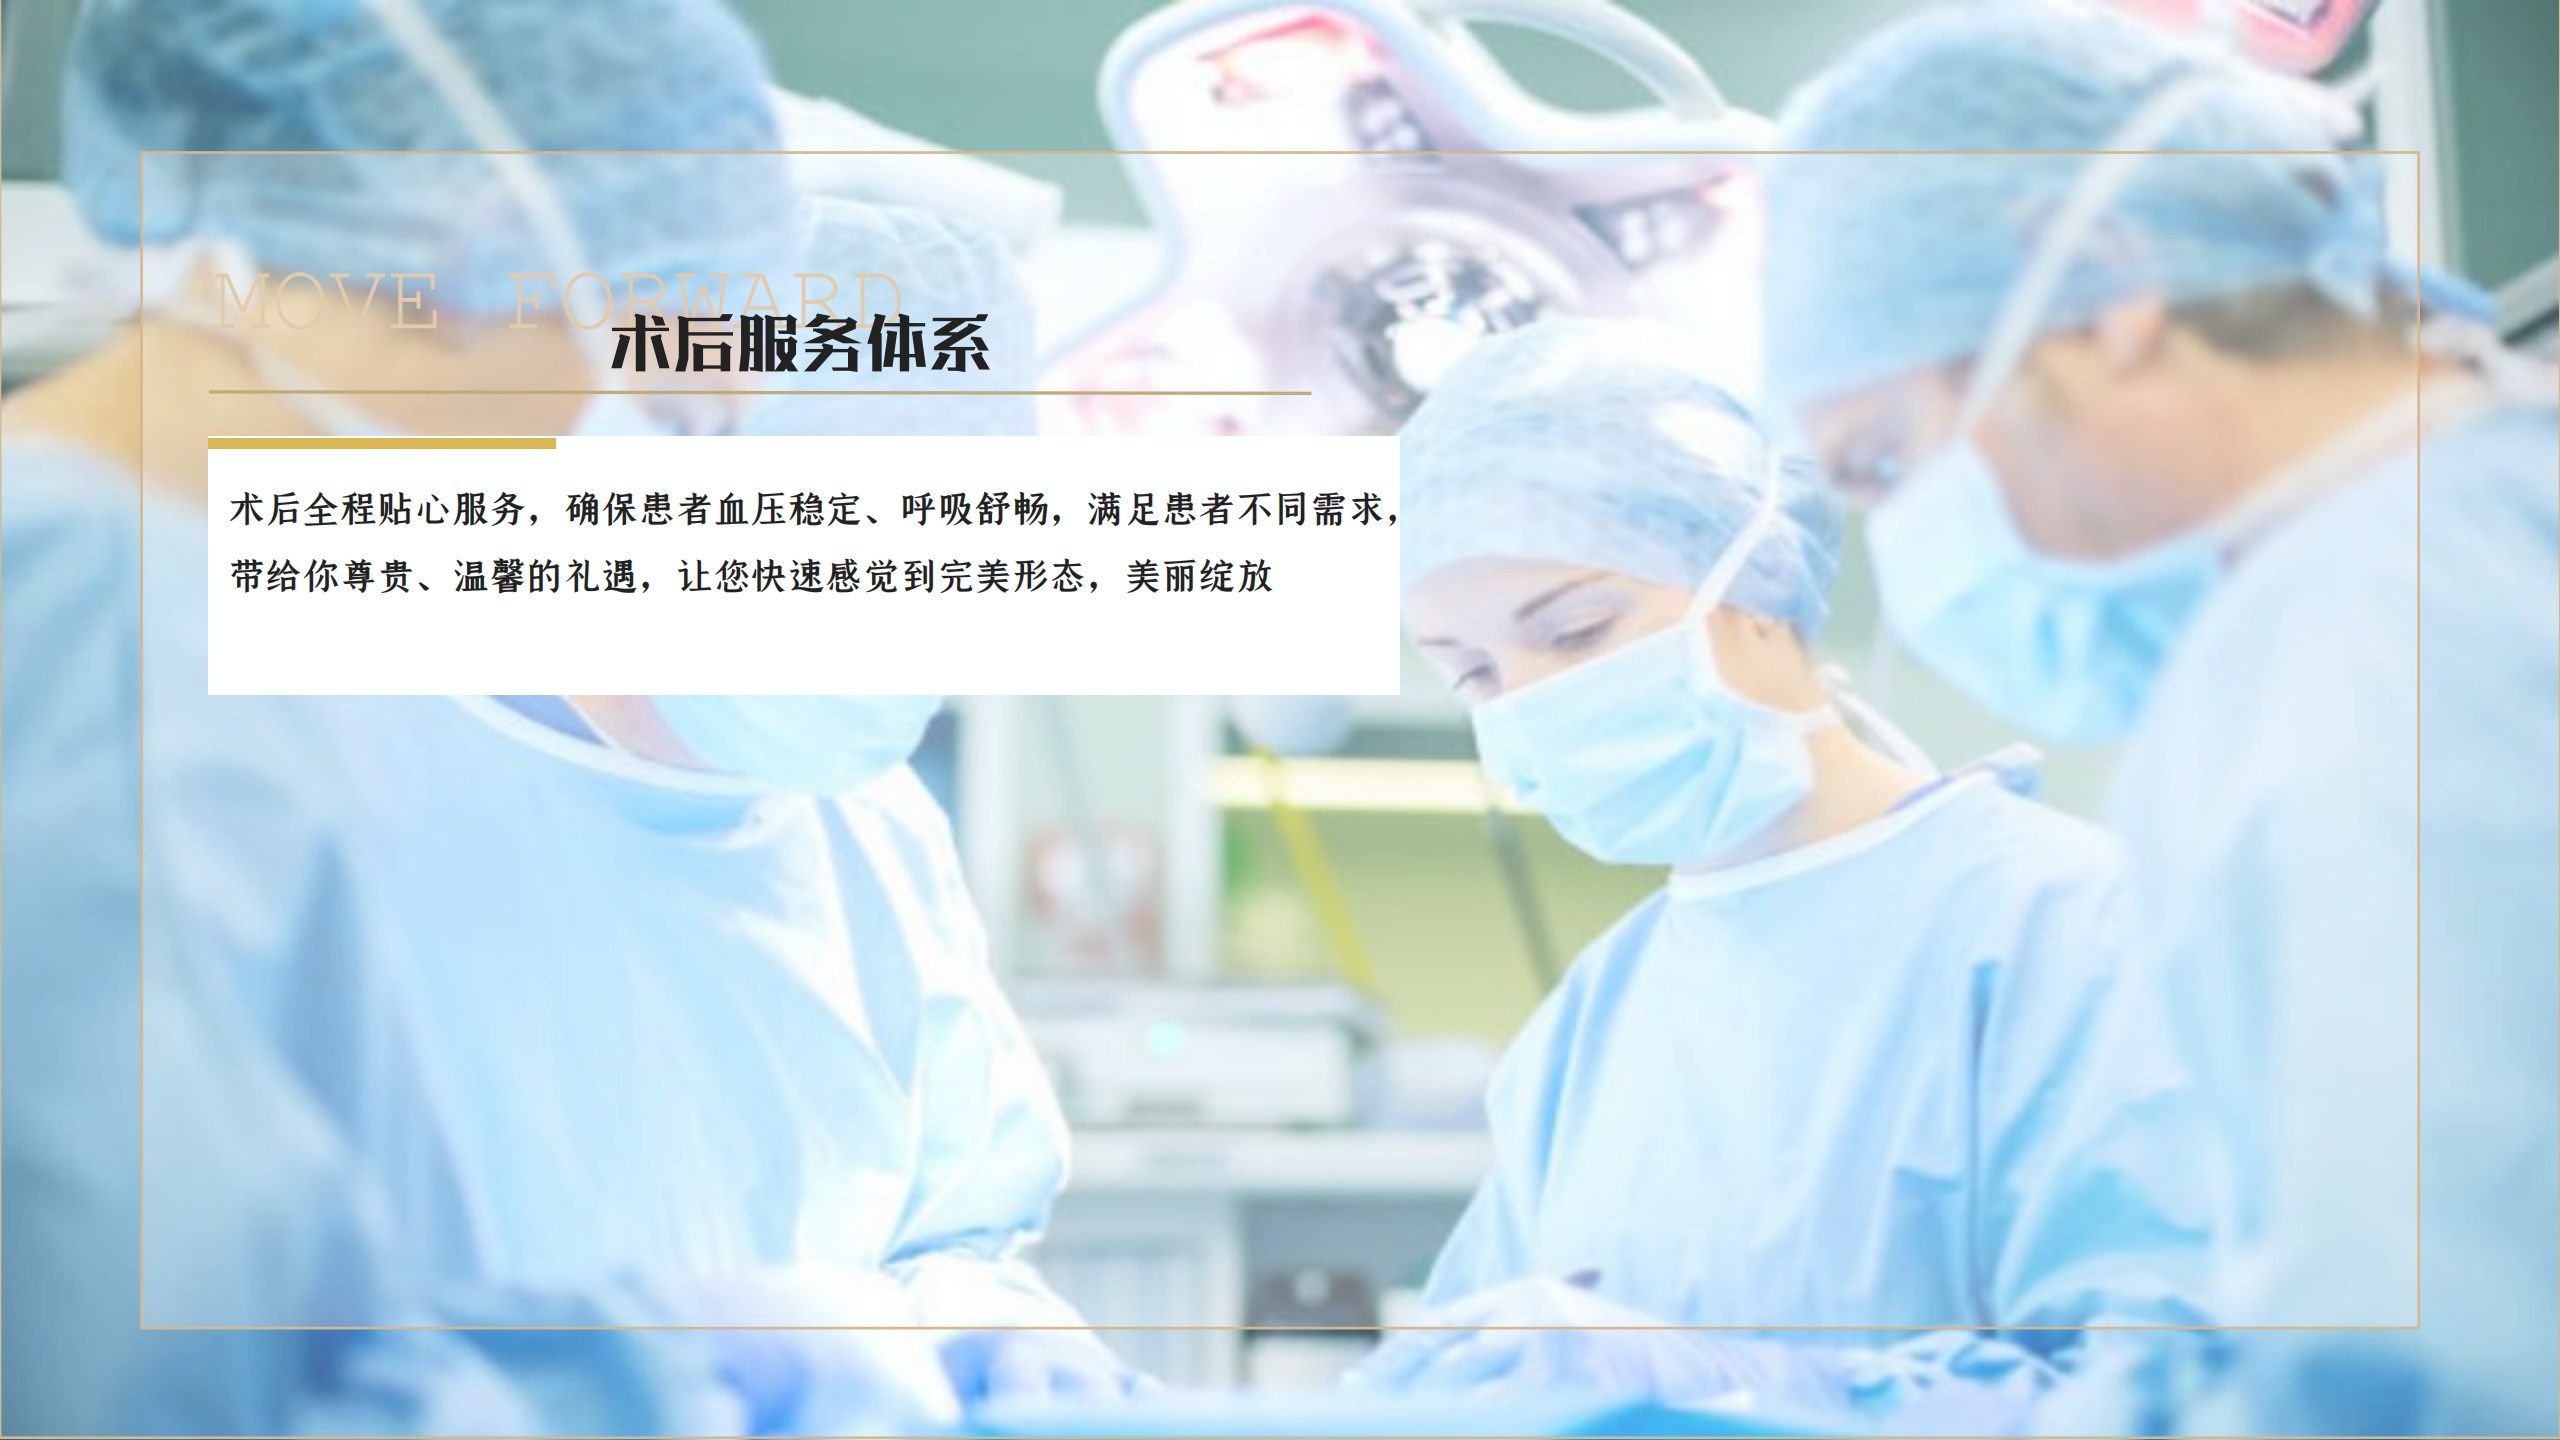 MOVE FORWARD
术后服务体系
术后全程贴心服务，确保患者血压稳定、呼吸舒畅，满足患者不同需求，
带给你尊贵、温馨的礼遇，让您快速感觉到完美形态，美丽绽放